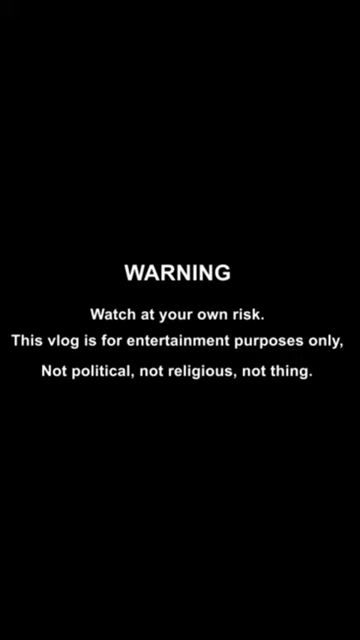 WARNING
Watch at your own risk.
This vlog is for entertainment purposes only,
Not political, not religious, not thing.